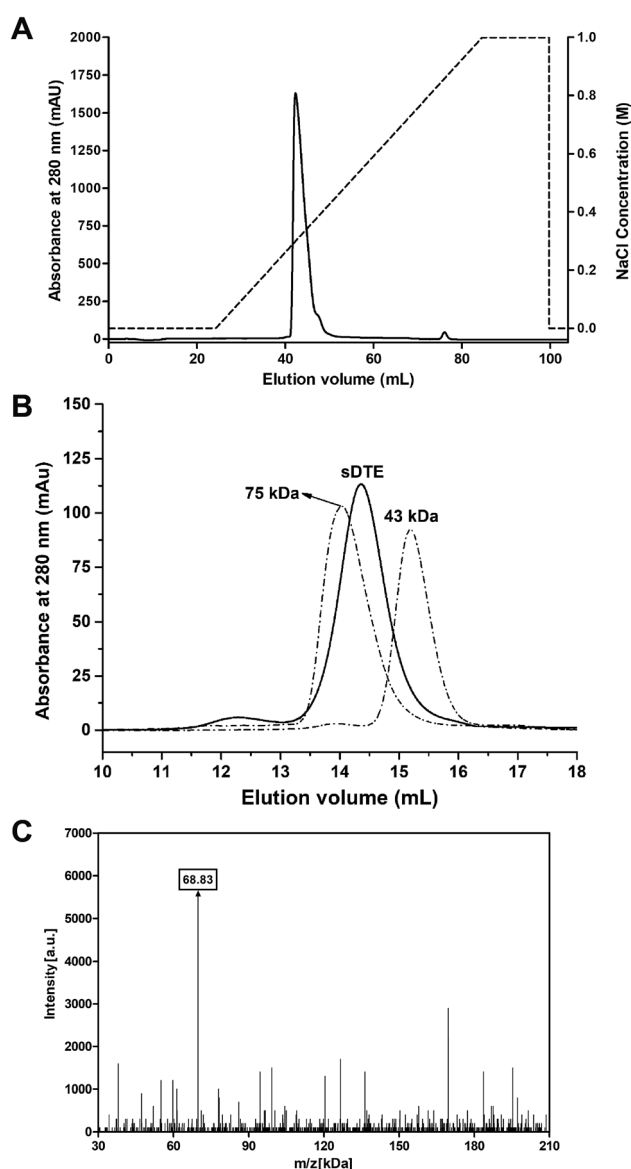 A
2000
1750
1500
1250
1000
750
500
250
0
Absorbance at 280 nm (mAU)
1.0
0.8
0.6
0.4
0.2
0.0
NaCl Concentration (M)
0 20 40 60 80 100
Elution volume (mL)
B
150
125
100
75
50
25
0
Absorbance at 280 nm (mAu)
sDTE
75 kDa
43 kDa
10 11 12 13 14 15 16 17 18
Elution volume (mL)
C
7000
6000
5000
4000
3000
2000
1000
0
Intensity [a.u.]
68.83
30 60 90 120 150 180 210
m/z[kDa]